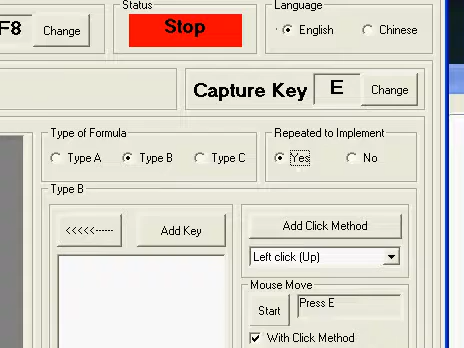 Status
Language
F8
Change
Stop
English
Chinese
Capture Key
E
Change
Type of Formula
Repeated to Implement
Type A
Type B
Type C
Yes
No
Type B
<<<<<------
Add Key
Add Click Method
Left click (Up)
Mouse Move
Start
Press E
With Click Method